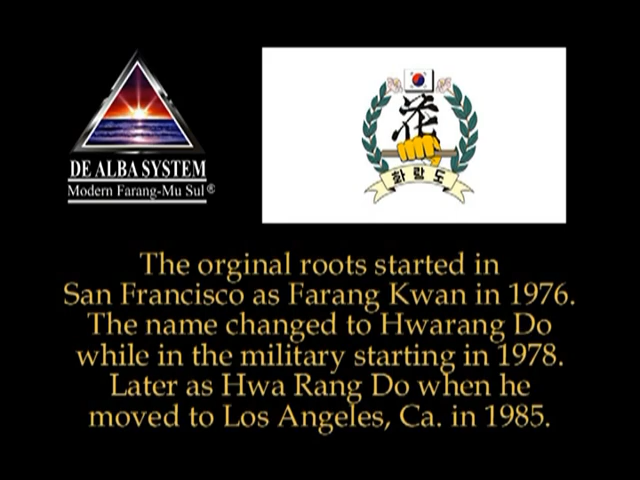 花
화 랑 도
DE ALBA SYSTEM
Modern Farang-Mu Sul®
The orginal roots started in
San Francisco as Farang Kwan in 1976.
The name changed to Hwarang Do
while in the military starting in 1978.
Later as Hwa Rang Do when he
moved to Los Angeles, Ca. in 1985.